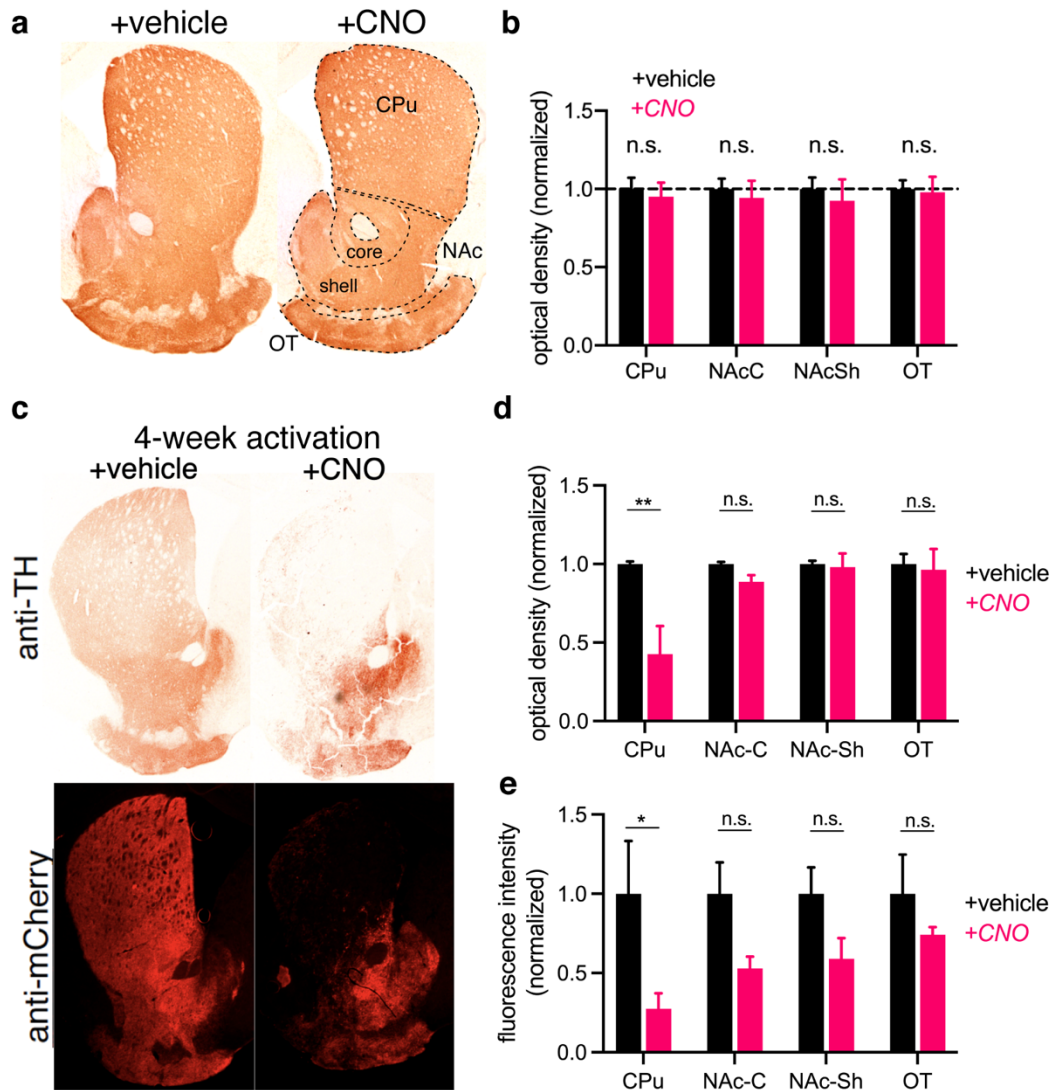 a
+vehicle +CNO
CPu
core
NAc
shell
OT
b
+vehicle
+CNO
optical density (normalized)
1.5
1.0
0.5
0.0
n.s. n.s. n.s. n.s.
CPu NAcC NAcSh OT
c
4-week activation
+vehicle +CNO
anti-TH
anti-mCherry
d
optical density (normalized)
1.5
1.0
0.5
0.0
** n.s. n.s. n.s.
CPu NAc-C NAc-Sh OT
+vehicle
+CNO
e
fluorescence intensity
(normalized)
1.5
1.0
0.5
0.0
* n.s. n.s. n.s.
CPu NAc-C NAc-Sh OT
+vehicle
+CNO